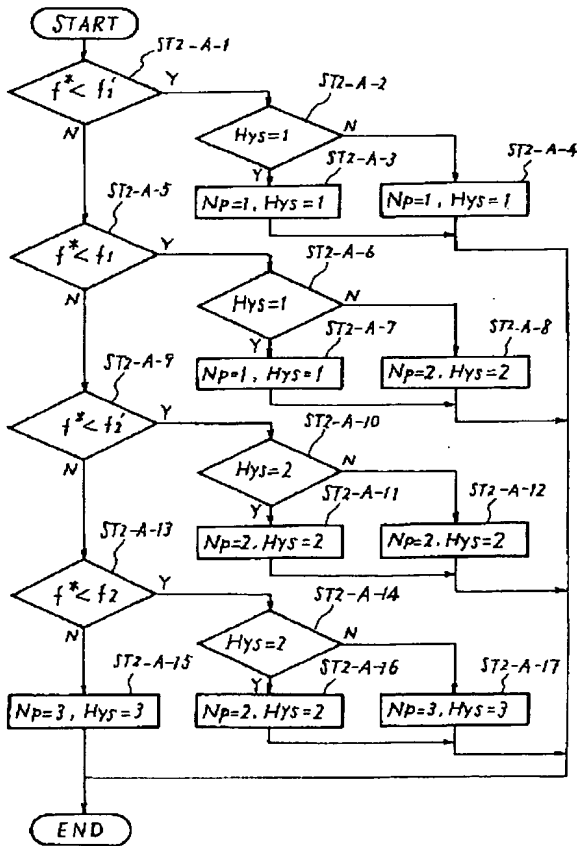 START
ST2-A-1
f* < f1'
Y
N
ST2-A-2
Hys=1
N
Y
ST2-A-3
Np=1, Hys=1
ST2-A-4
Np=1, Hys=1
ST2-A-5
f* < f1
Y
N
ST2-A-6
Hys=1
N
Y
ST2-A-7
Np=1, Hys=1
ST2-A-8
Np=2, Hys=2
ST2-A-9
f* < f2'
Y
N
ST2-A-10
Hys=2
N
Y
ST2-A-11
Np=2, Hys=2
ST2-A-12
Np=2, Hys=2
ST2-A-13
f* < f2
Y
N
ST2-A-14
Hys=2
N
Y
ST2-A-15
Np=3, Hys=3
ST2-A-16
Np=2, Hys=2
ST2-A-17
Np=3, Hys=3
END